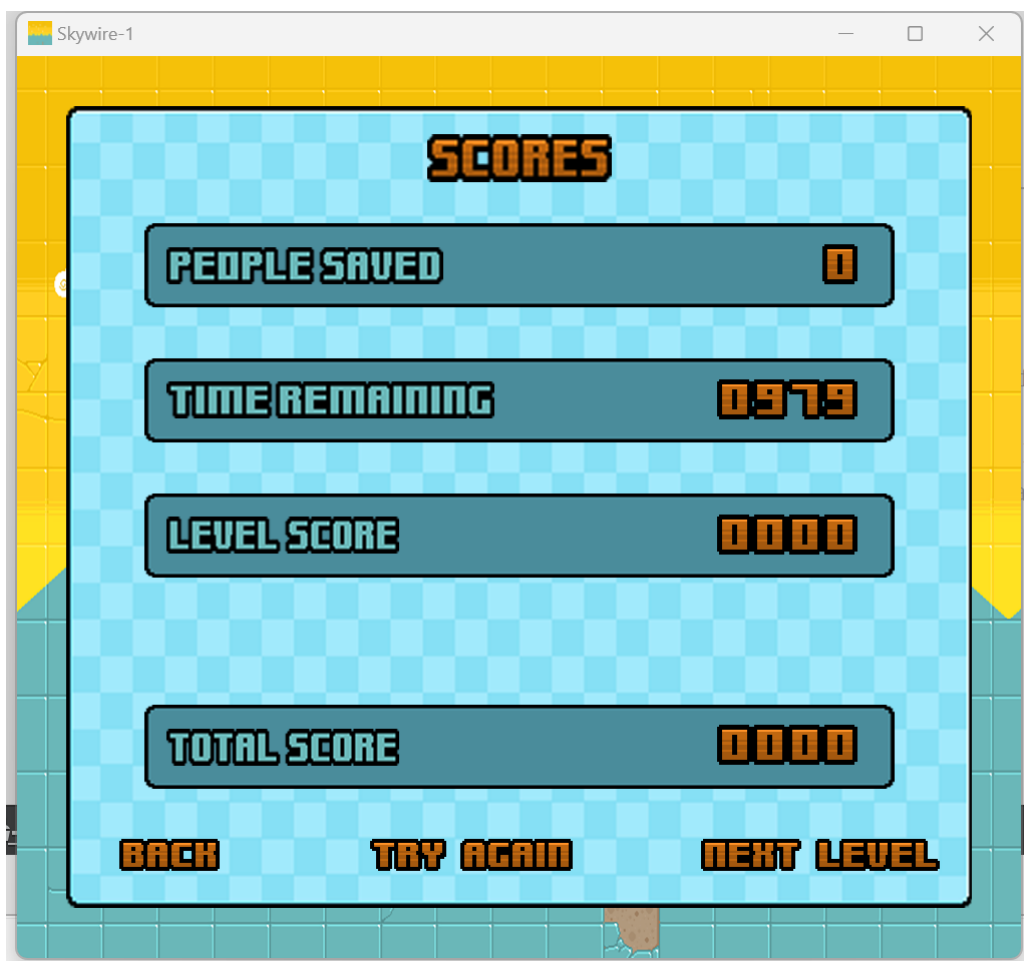 Skywire-1
SCORES
PEOPLE SAVED 0
TIME REMAINING 0979
LEVEL SCORE 0000
TOTAL SCORE 0000
BACK TRY AGAIN NEXT LEVEL